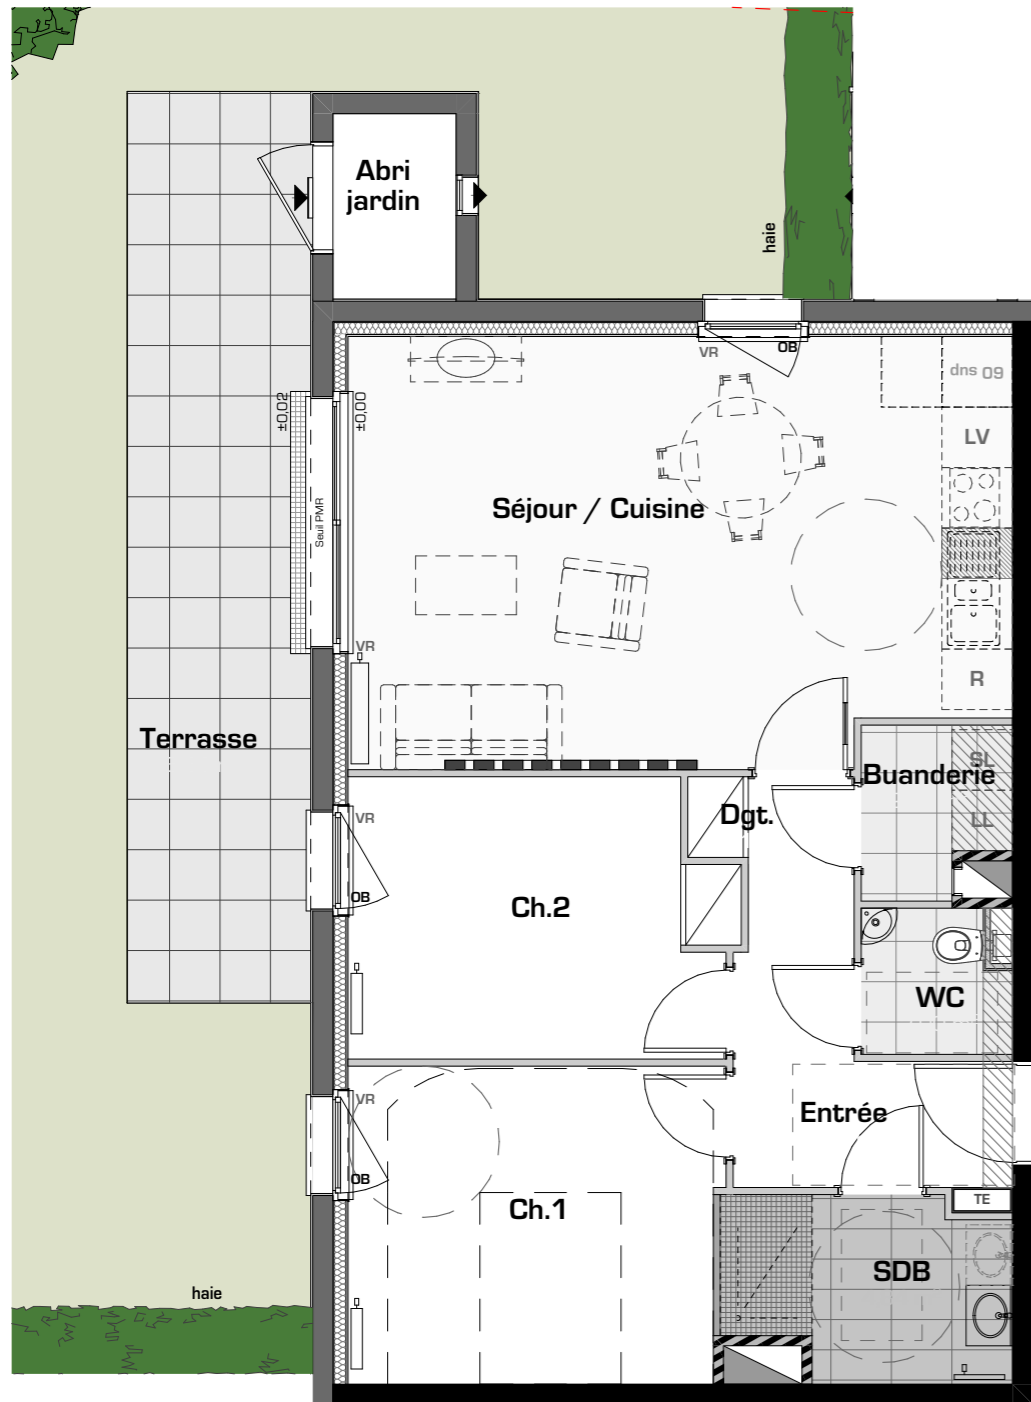 Abri
jardin
haie
VR
OB
dns 09
±0,02
±0,00
LV
Séjour / Cuisine
Seuil PMR
VR
R
Terrasse
SL
Buanderie
Dgt.
LL
VR
OB
Ch.2
WC
VR
Entrée
OB
Ch.1
TE
SDB
haie